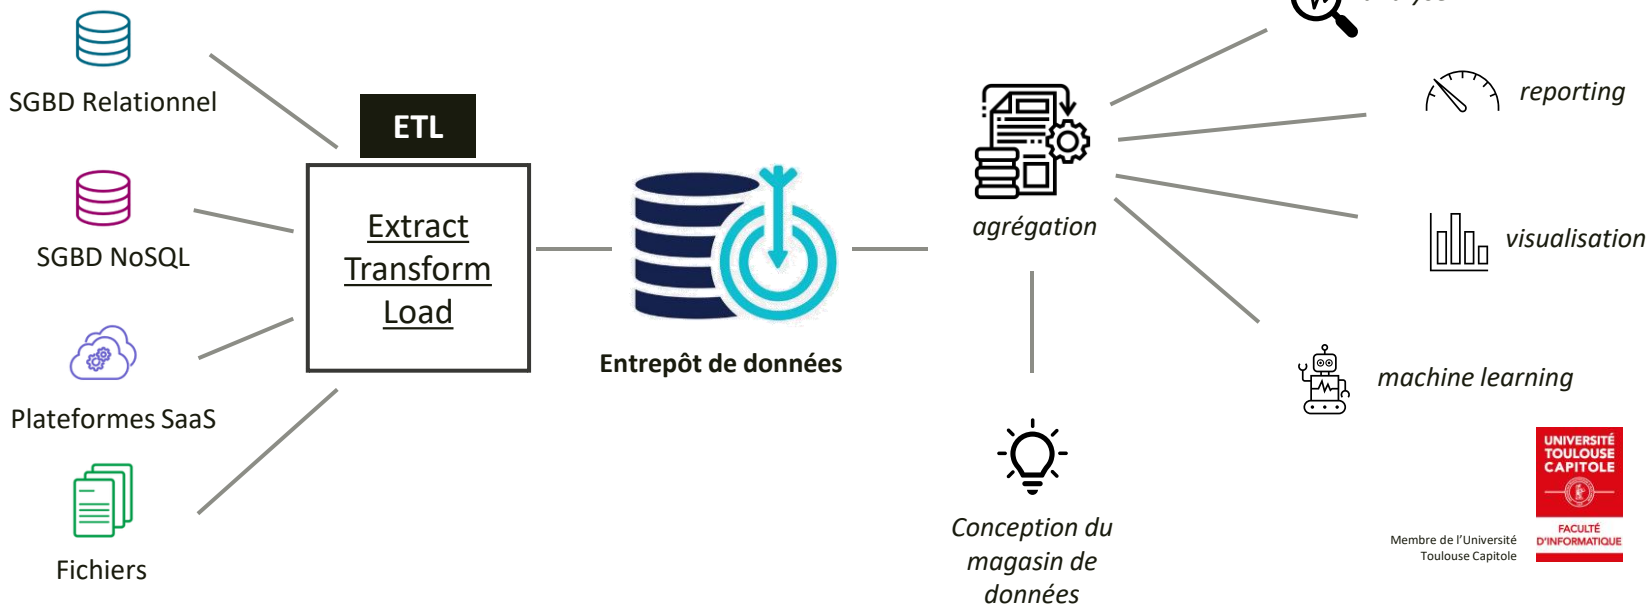 SGBD Relationnel
SGBD NoSQL
Plateformes SaaS
Fichiers
ETL
Extract
Transform
Load
Entrepôt de données
agrégation
Conception du
magasin de
données
reporting
visualisation
machine learning
Membre de l'Université
Toulouse Capitole
UNIVERSITÉ
TOULOUSE
CAPITOLE
FACULTÉ
D'INFORMATIQUE